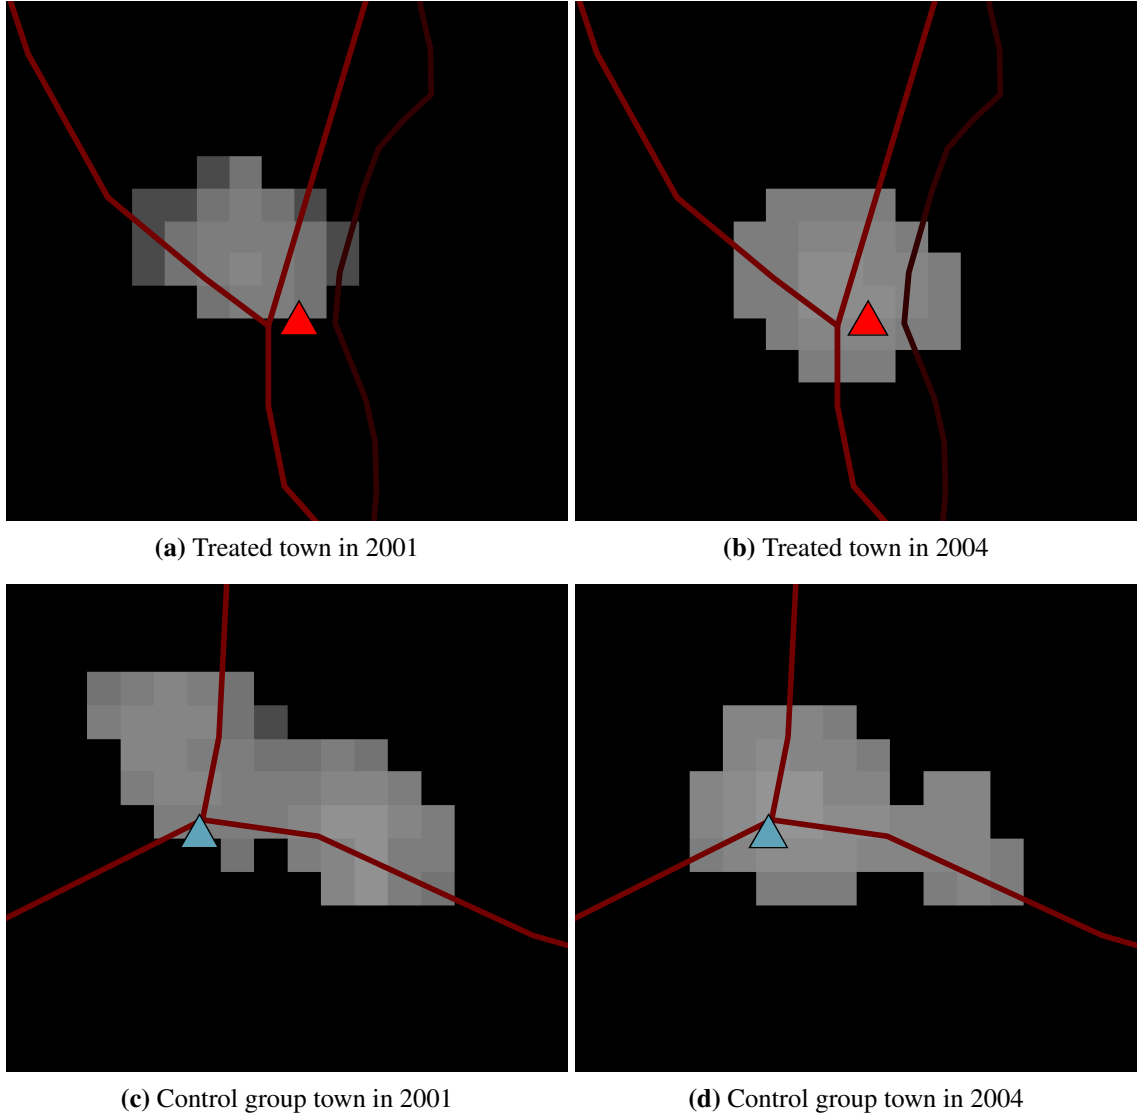 (a) Treated town in 2001
(b) Treated town in 2004
(c) Control group town in 2001
(d) Control group town in 2004